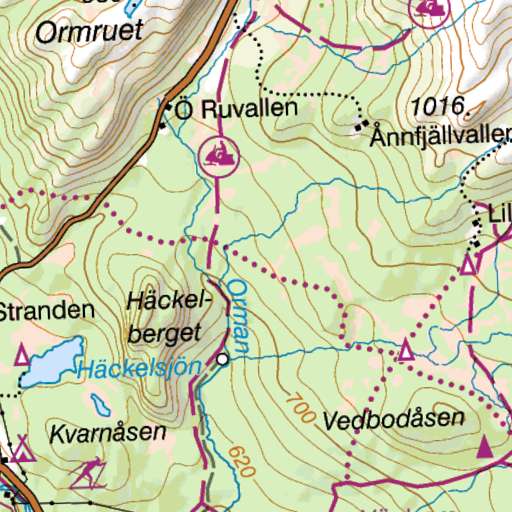 Ormruet
Ö Ruvallen
1016
Ånnfjällvallen
Lil
Stranden
Häckel-
berget
Orman
Häckelsjön
700
Vedbodåsen
Kvarnåsen
620